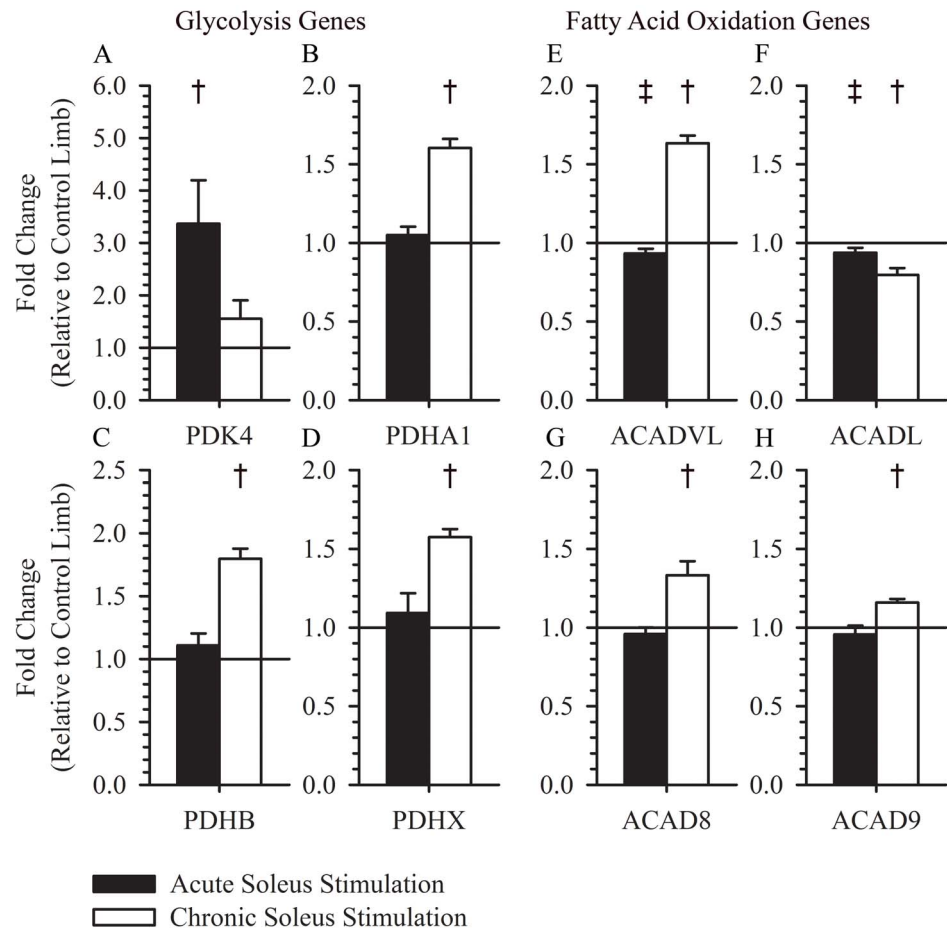 Glycolysis Genes
Fatty Acid Oxidation Genes
A
B
E
F
Fold Change
(Relative to Control Limb)
6.0
5.0
4.0
3.0
2.0
1.0
0.0
†
PDK4
2.0
1.5
1.0
0.5
0.0
†
PDHA1
2.0
1.5
1.0
0.5
0.0
‡ †
ACADVL
2.0
1.5
1.0
0.5
0.0
‡ †
ACADL
C
D
G
H
Fold Change
(Relative to Control Limb)
2.5
2.0
1.5
1.0
0.5
0.0
†
PDHB
2.0
1.5
1.0
0.5
0.0
†
PDHX
2.0
1.5
1.0
0.5
0.0
†
ACAD8
2.0
1.5
1.0
0.5
0.0
†
ACAD9
Acute Soleus Stimulation
Chronic Soleus Stimulation